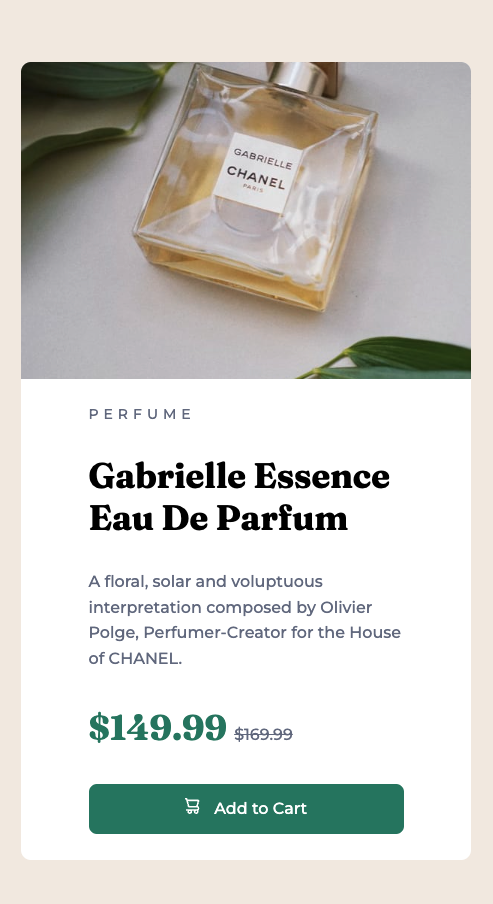 GABRIELLE
CHANEL
PARIS
PERFUME
Gabrielle Essence
Eau De Parfum
A floral, solar and voluptuous
interpretation composed by Olivier
Polge, Perfumer-Creator for the House
of CHANEL.
$149.99 $169.99
Add to Cart